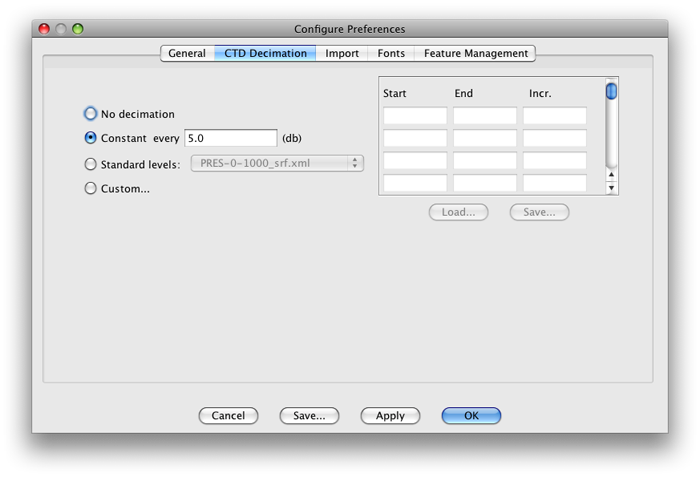 Configure Preferences
General CTD Decimation Import Fonts Feature Management
Start End Incr.
No decimation
Constant every 5.0 (db)
Standard levels: PRES-0-1000_srf.xml
Custom...
Load... Save...
Cancel Save... Apply OK